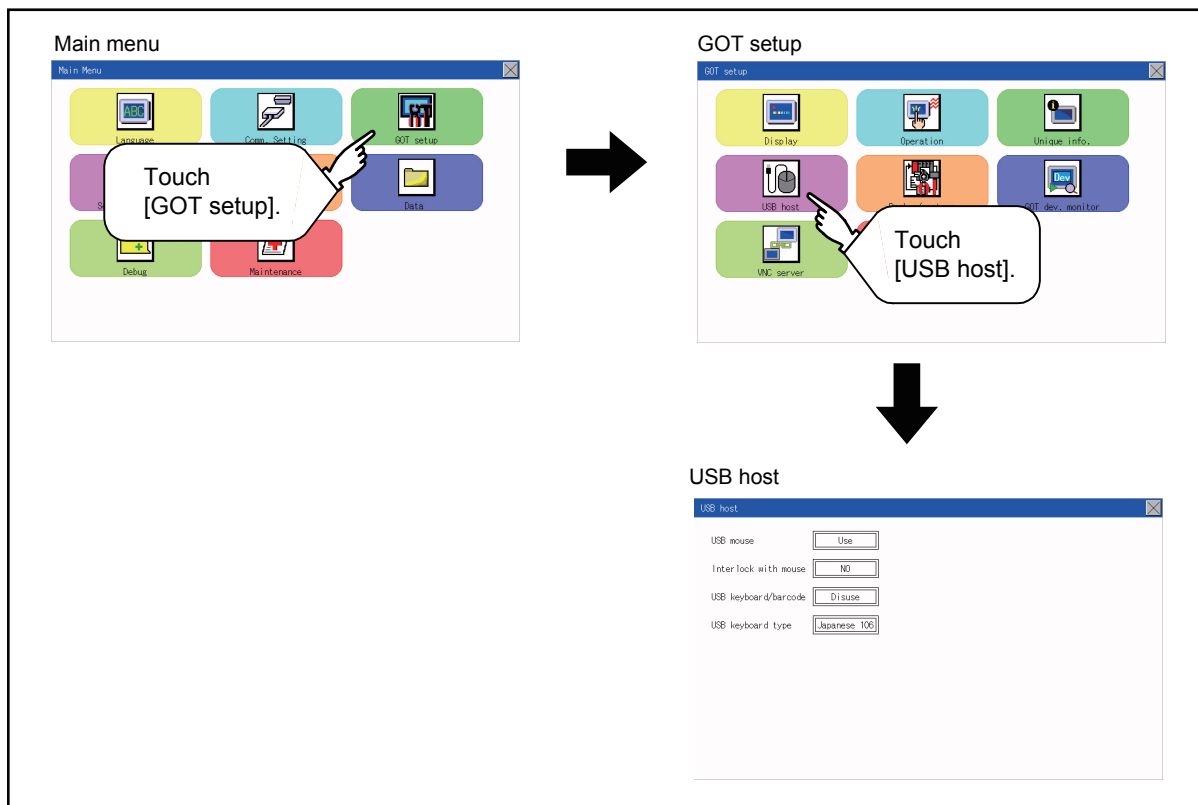 Main menu
Main Menu
ABC
Language
Comm. Setting
GOT setup
Touch
[GOT setup].
Data
Debug
Maintenance
GOT setup
GOT setup
Display
Operation
Unique info.
USB host
Dev
GOT dev. monitor
VNC server
Touch
[USB host].
USB host
USB host
USB mouse
Use
Interlock with mouse
NO
USB keyboard/barcode
Disuse
USB keyboard type
Japanese 106